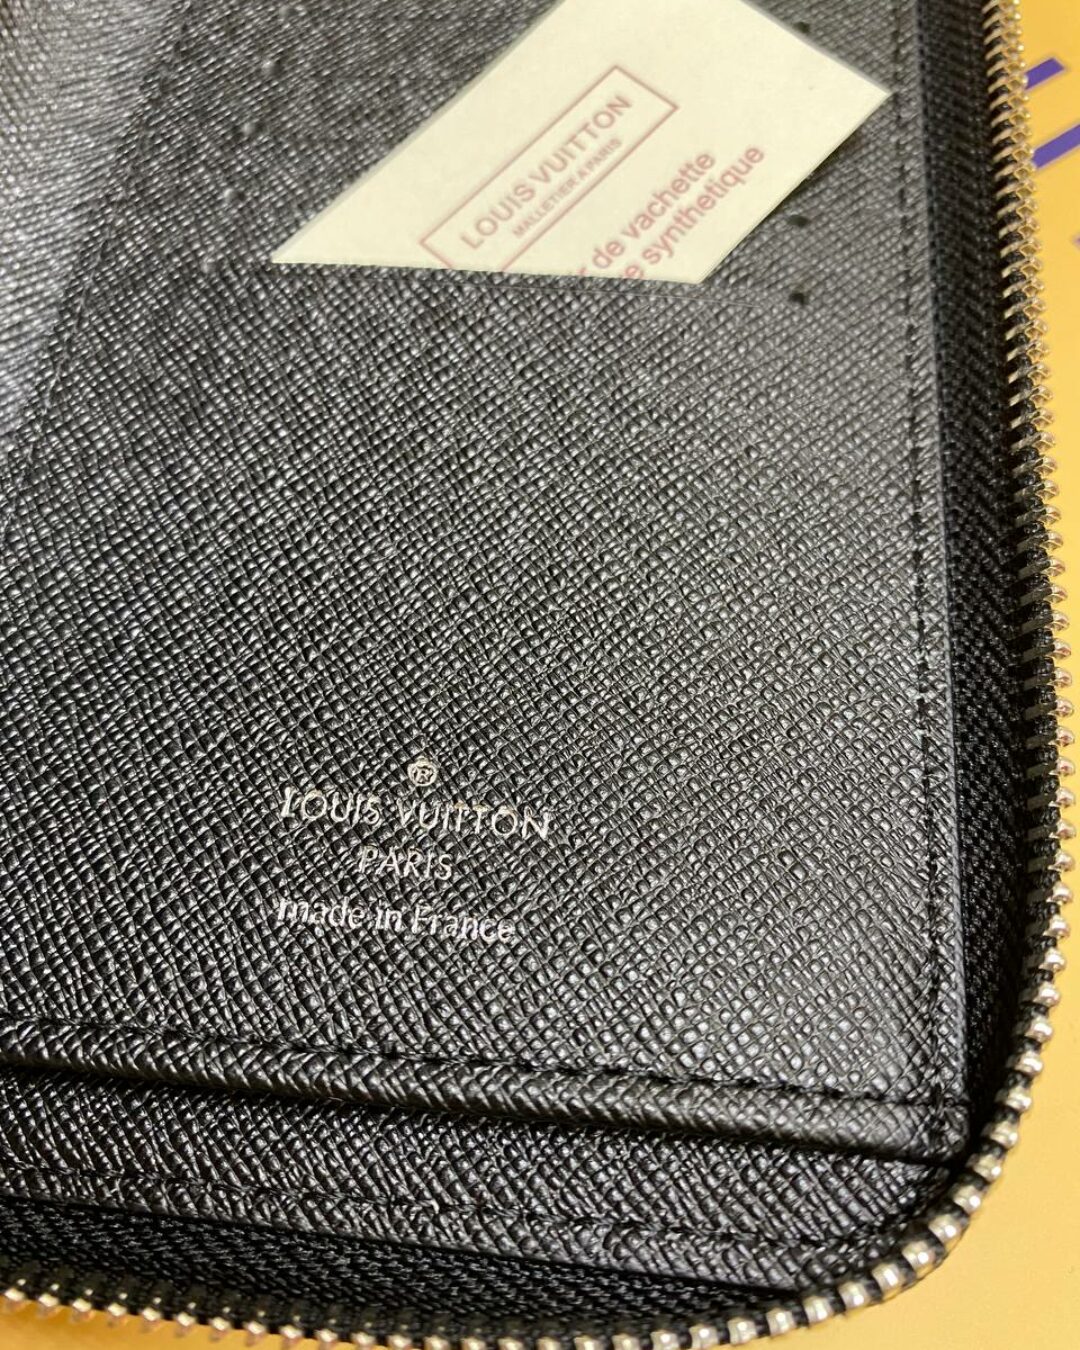 LOUIS VUITTON
MALLETIER A PARIS
de vachette
synthetique
®
LOUIS VUITTON
PARIS
made in France